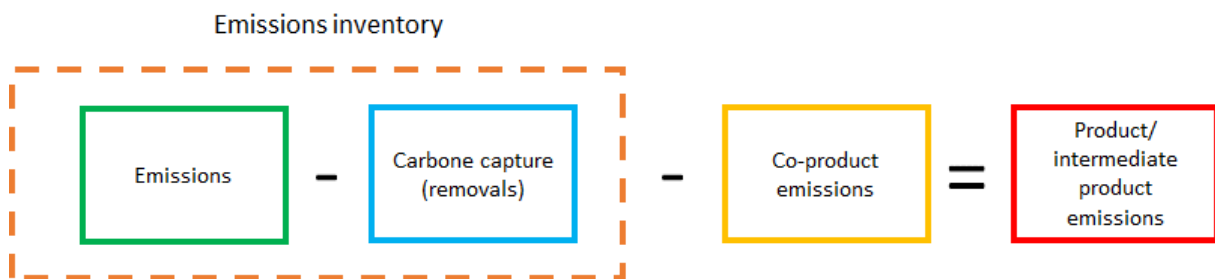 Emissions inventory
Emissions
-
Carbone capture
(removals)
-
Co-product
emissions
=
Product/
intermediate
product
emissions